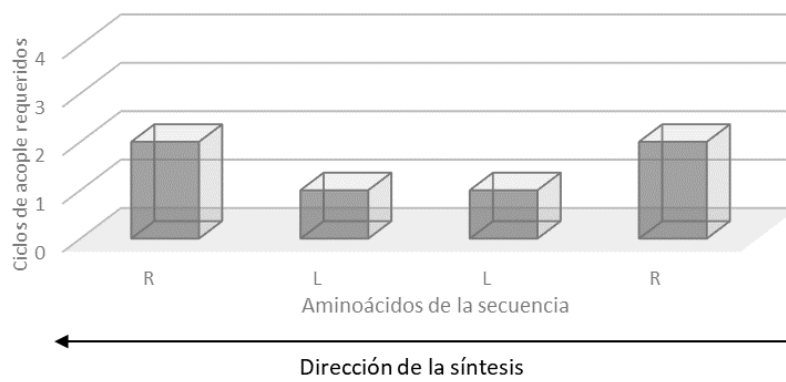 Ciclos de acople requeridos
4
3
2
1
0
R L L R
Aminoácidos de la secuencia
Dirección de la síntesis